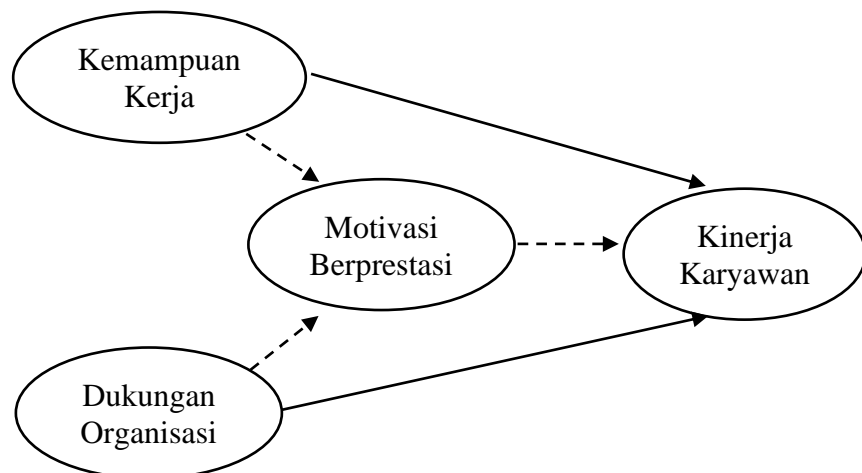 Kemampuan
Kerja
Motivasi
Berprestasi
Kinerja
Karyawan
Dukungan
Organisasi